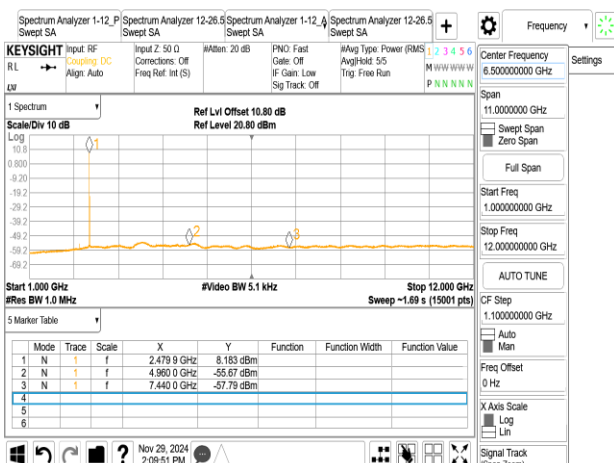 Spectrum Analyzer 1-12_P Spectrum Analyzer 12-26.5 Spectrum Analyzer 1-12_A Spectrum Analyzer 12-26.5 + Frequency
Swept SA Swept SA Swept SA Swept SA
KEYSIGHT Input: RF Input Z: 50 Ω #Atten: 20 dB PNO: Fast #Avg Type: Power (RMS 1 2 3 4 5 6
RL Coupling: DC Corrections: Off Gate: Off Avg|Hold: 5/5 M W W W W W
Align: Auto Freq Ref: Int (S) IF Gain: Low Trig: Free Run
Sig Track: Off P N N N N N
Center Frequency Settings
6.500000000 GHz
Span
11.0000000 GHz
Swept Span
Zero Span
Full Span
Start Freq
1.000000000 GHz
Stop Freq
12.000000000 GHz
AUTO TUNE
CF Step
1.100000000 GHz
Auto
Man
Freq Offset
0 Hz
X Axis Scale
Log
Lin
Signal Track
1 Spectrum
Ref Lvl Offset 10.80 dB
Scale/Div 10 dB Ref Level 20.80 dBm
Log
10.8
0.800
-9.20
-19.2
-29.2
-39.2
-49.2
-59.2
-69.2
1
2
3
Start 1.000 GHz #Video BW 5.1 kHz Stop 12.000 GHz
#Res BW 1.0 MHz Sweep ~1.69 s (15001 pts)
5 Marker Table
Mode Trace Scale X Y Function Function Width Function Value
1 N 1 f 2.479 9 GHz 8.183 dBm
2 N 1 f 4.960 0 GHz -55.67 dBm
3 N 1 f 7.440 0 GHz -57.79 dBm
4
5
6
? Nov 29, 2024
2:09:51 PM